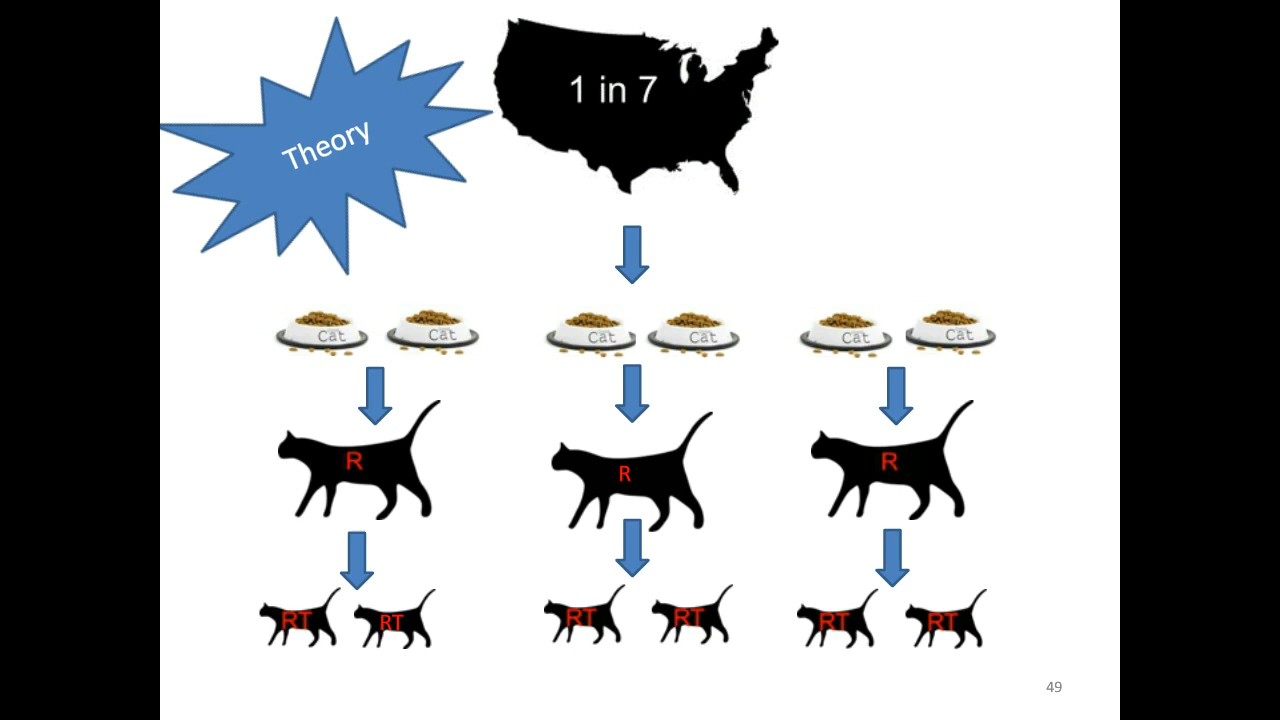 Theory
1 in 7
Cat Cat Cat Cat Cat Cat
R R R
RT RT RT RT RT RT
49